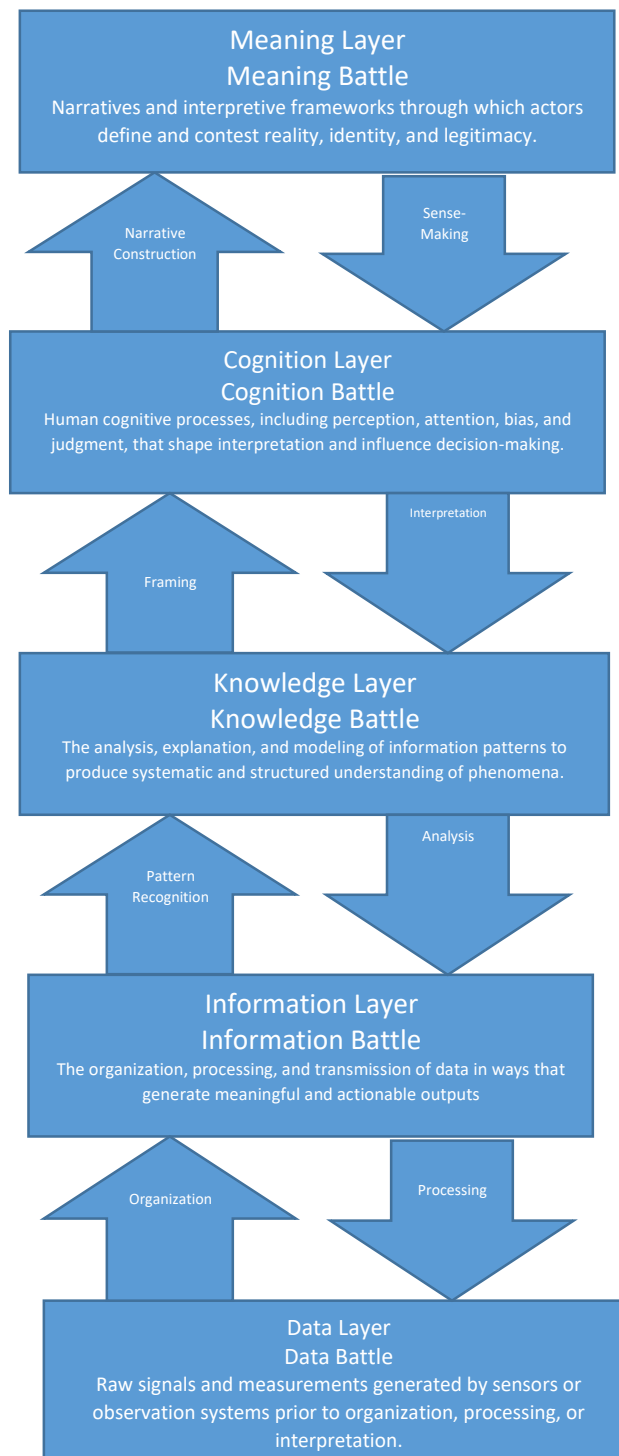 Meaning Layer
Meaning Battle
Narratives and interpretive frameworks through which actors
define and contest reality, identity, and legitimacy.
Narrative
Construction
Sense-
Making
Cognition Layer
Cognition Battle
Human cognitive processes, including perception, attention, bias, and
judgment, that shape interpretation and influence decision-making.
Framing
Interpretation
Knowledge Layer
Knowledge Battle
The analysis, explanation, and modeling of information patterns to
produce systematic and structured understanding of phenomena.
Pattern
Recognition
Analysis
Information Layer
Information Battle
The organization, processing, and transmission of data in ways that
generate meaningful and actionable outputs
Organization
Processing
Data Layer
Data Battle
Raw signals and measurements generated by sensors or
observation systems prior to organization, processing, or
interpretation.